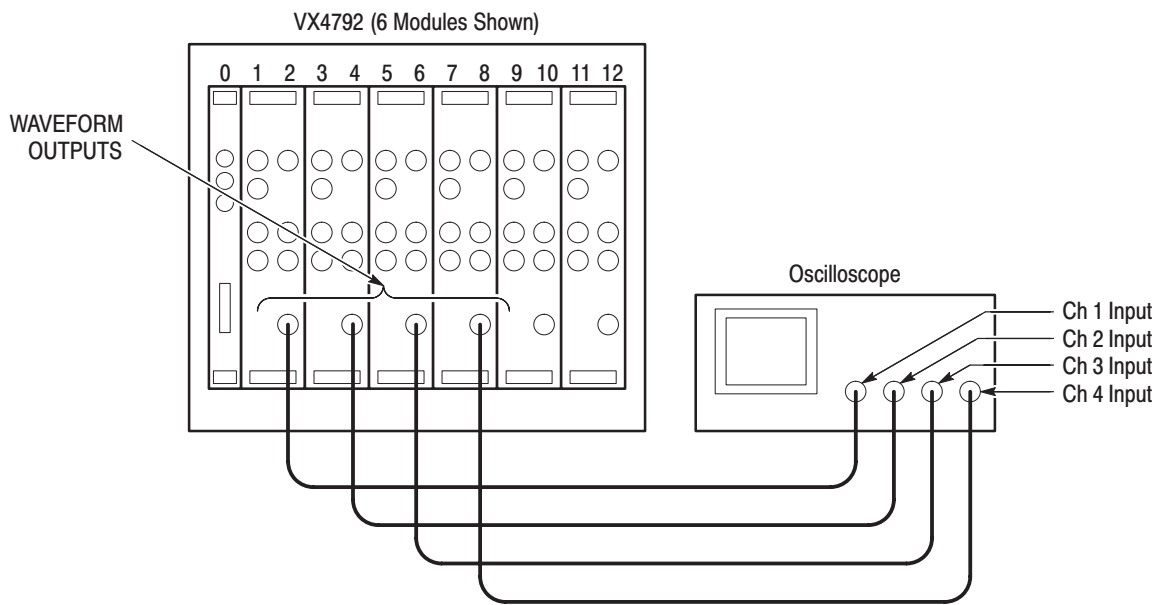 VX4792 (6 Modules Shown)
0 1 2 3 4 5 6 7 8 9 10 11 12
WAVEFORM
OUTPUTS
Oscilloscope
Ch 1 Input
Ch 2 Input
Ch 3 Input
Ch 4 Input